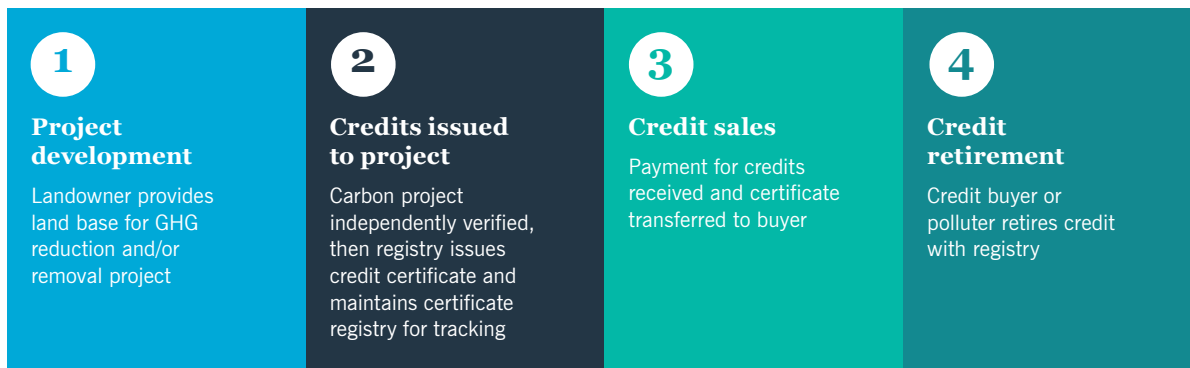 1
Project
development
Landowner provides
land base for GHG
reduction and/or
removal project
2
Credits issued
to project
Carbon project
independently verified,
then registry issues
credit certificate and
maintains certificate
registry for tracking
3
Credit sales
Payment for credits
received and certificate
transferred to buyer
4
Credit
retirement
Credit buyer or
polluter retires credit
with registry